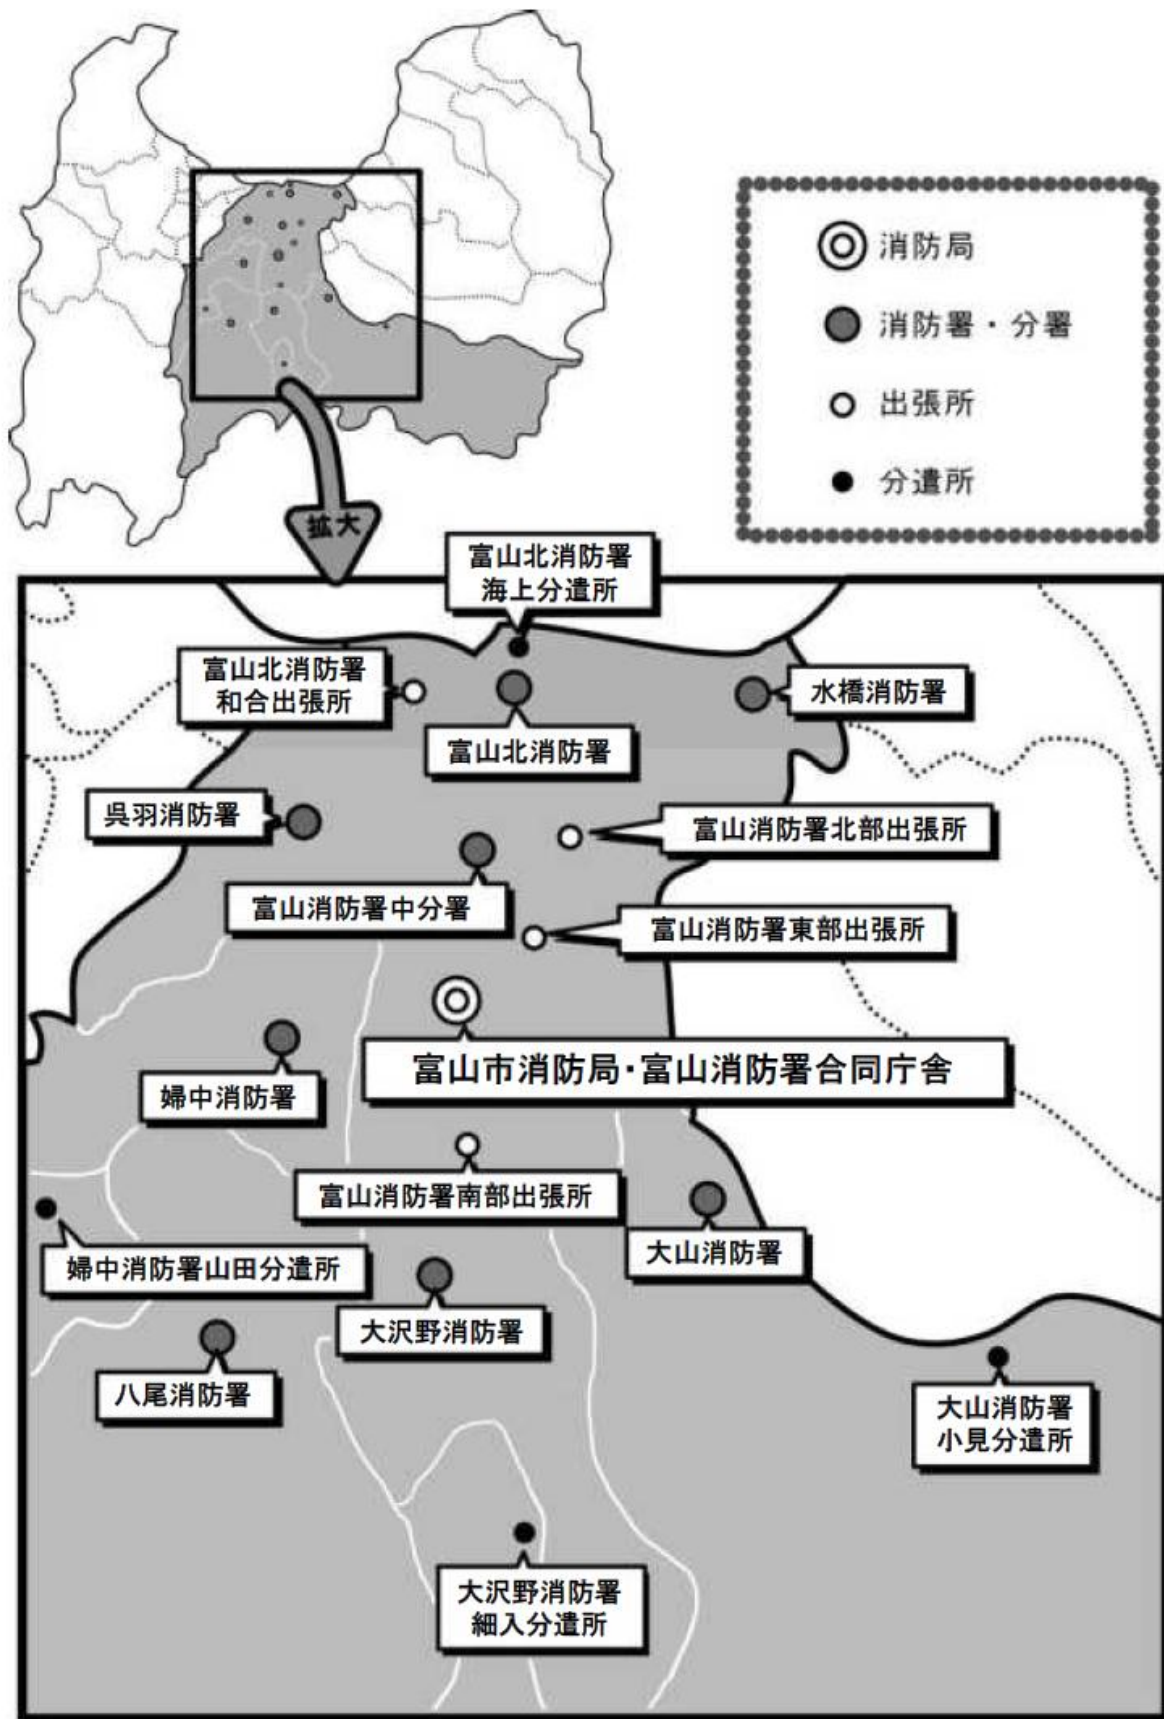 消防局
消防署・分署
出張所
分遣所
拡大
富山北消防署
海上分遣所
富山北消防署
和合出張所
水橋消防署
富山北消防署
呉羽消防署
富山消防署北部出張所
富山消防署中分署
富山消防署東部出張所
富山市消防局・富山消防署合同庁舎
婦中消防署
富山消防署南部出張所
大山消防署
婦中消防署山田分遣所
大沢野消防署
八尾消防署
大山消防署
小見分遣所
大沢野消防署
細入分遣所